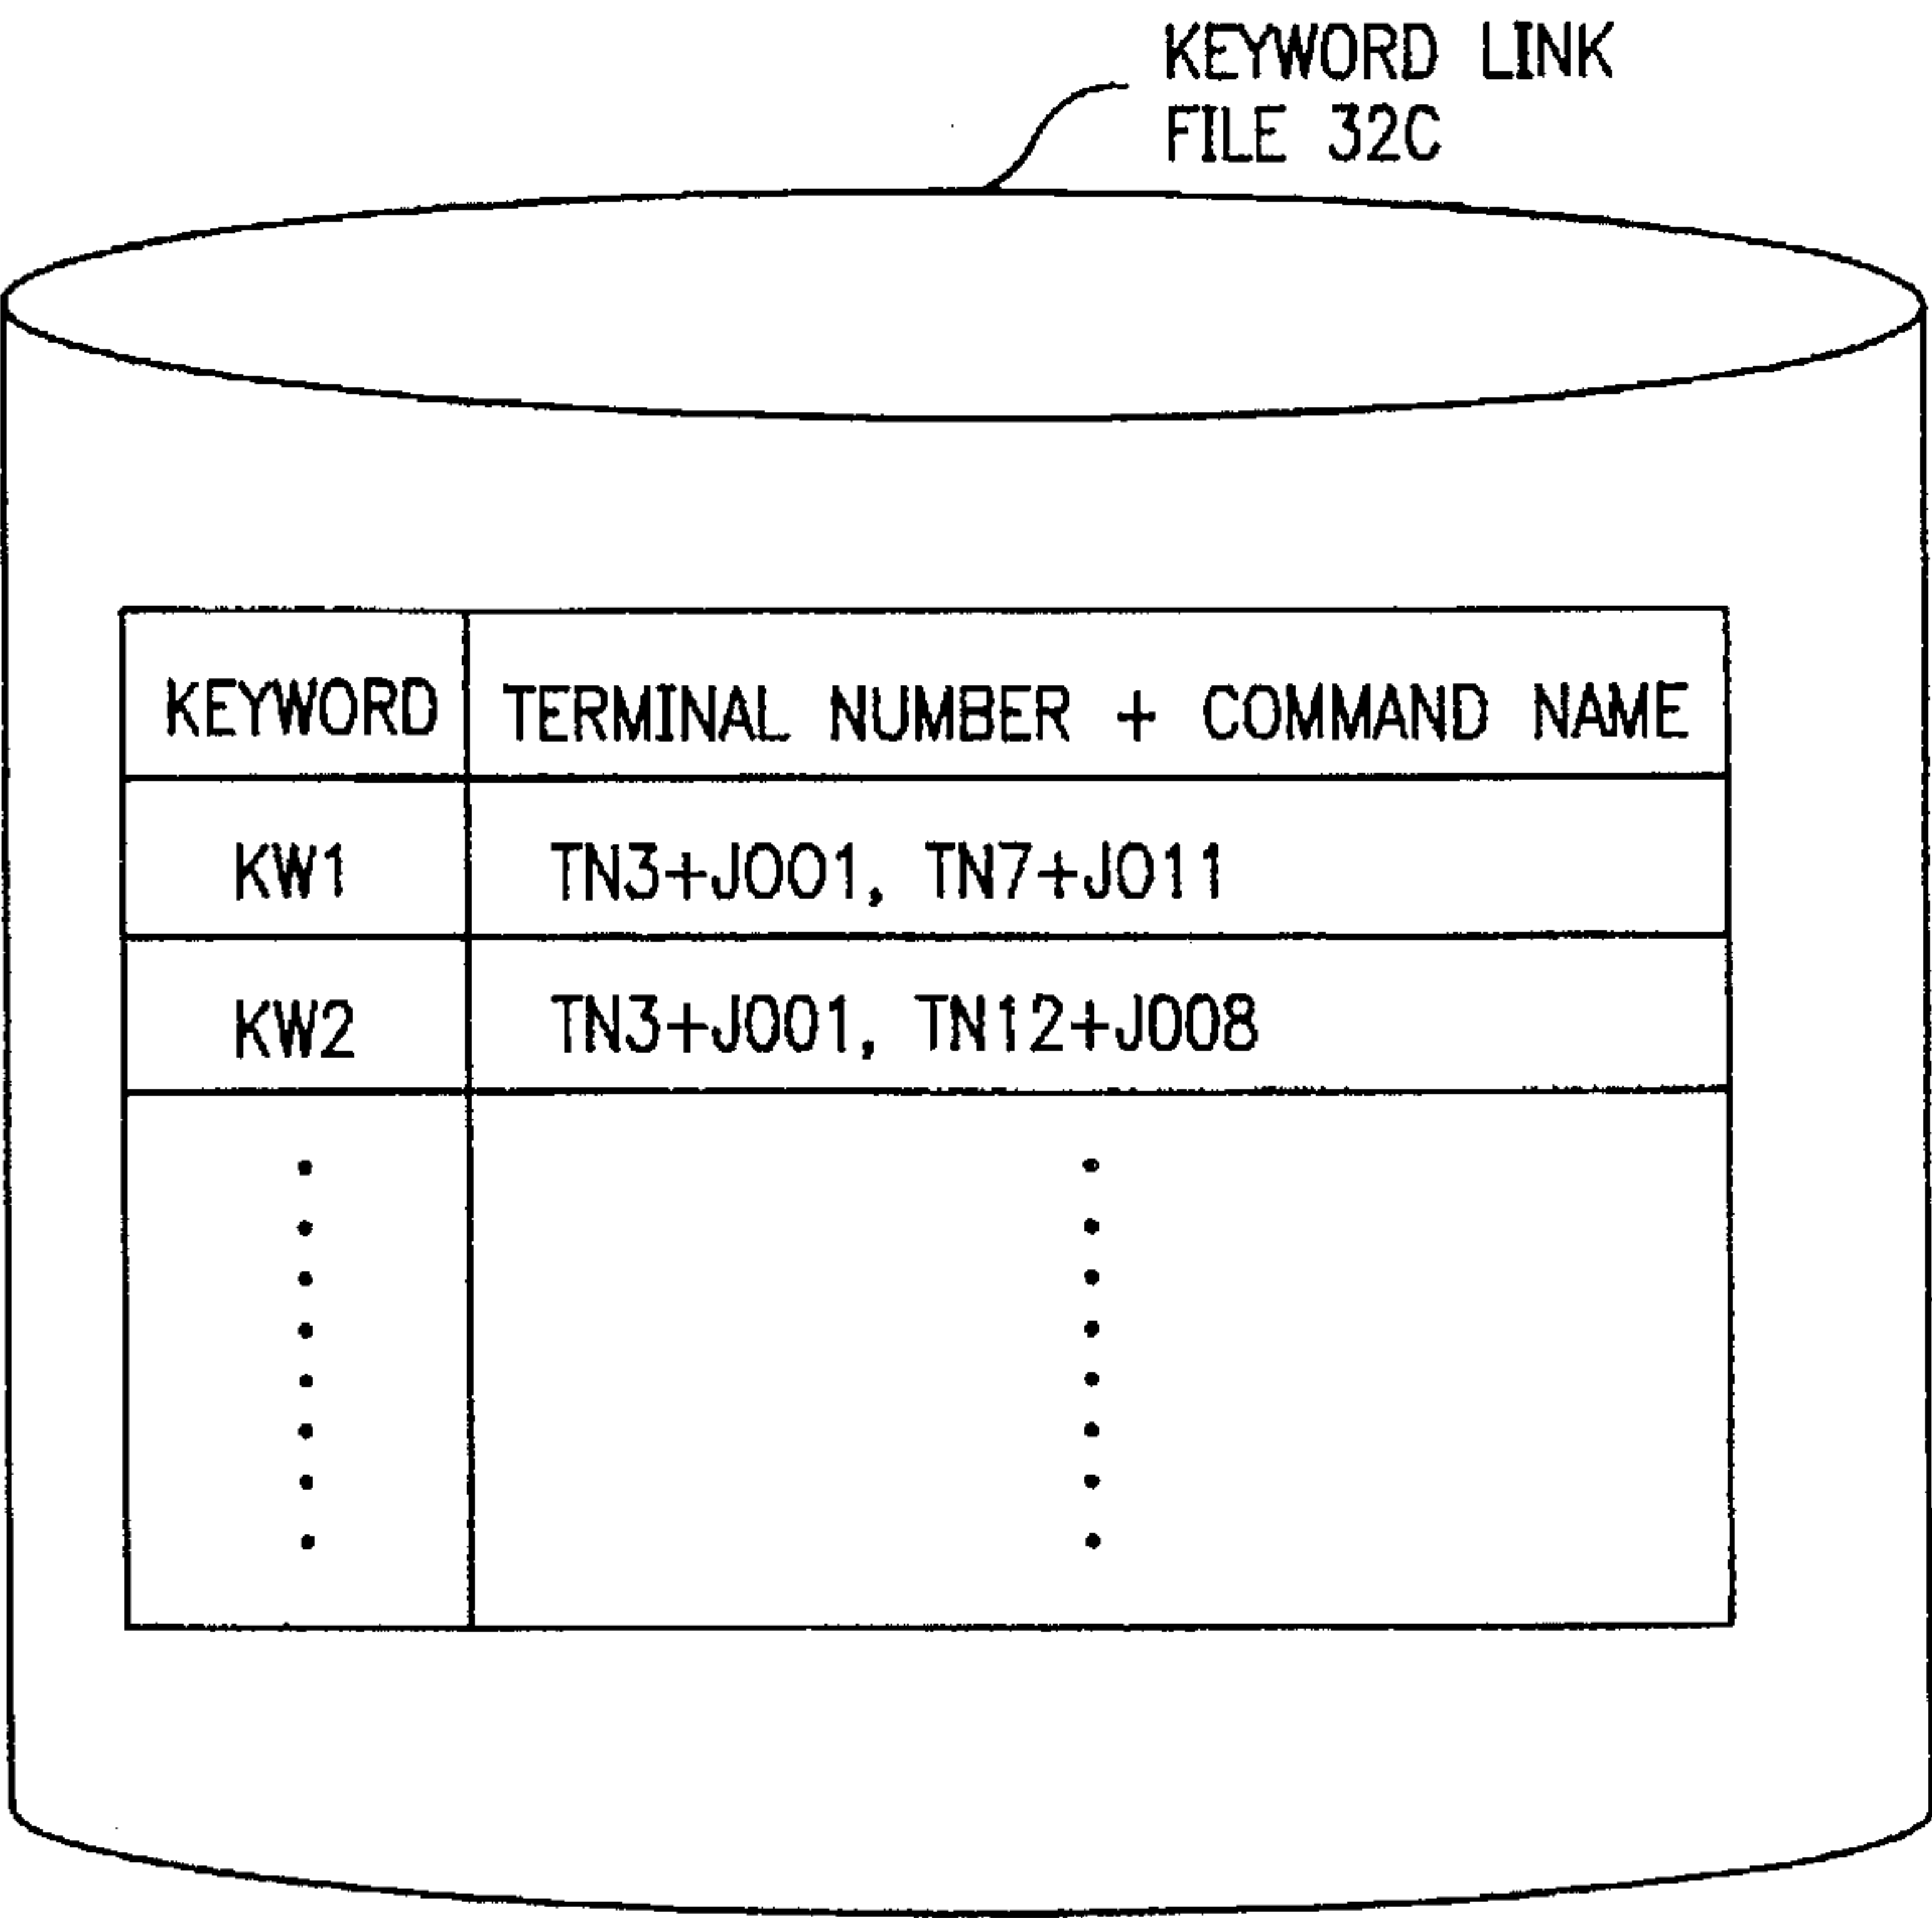 KEYWORD LINK
FILE 32C
KEYWORD TERMINAL NUMBER + COMMAND NAME
KW1 TN3+J001, TN7+J011
KW2 TN3+J001, TN12+J008